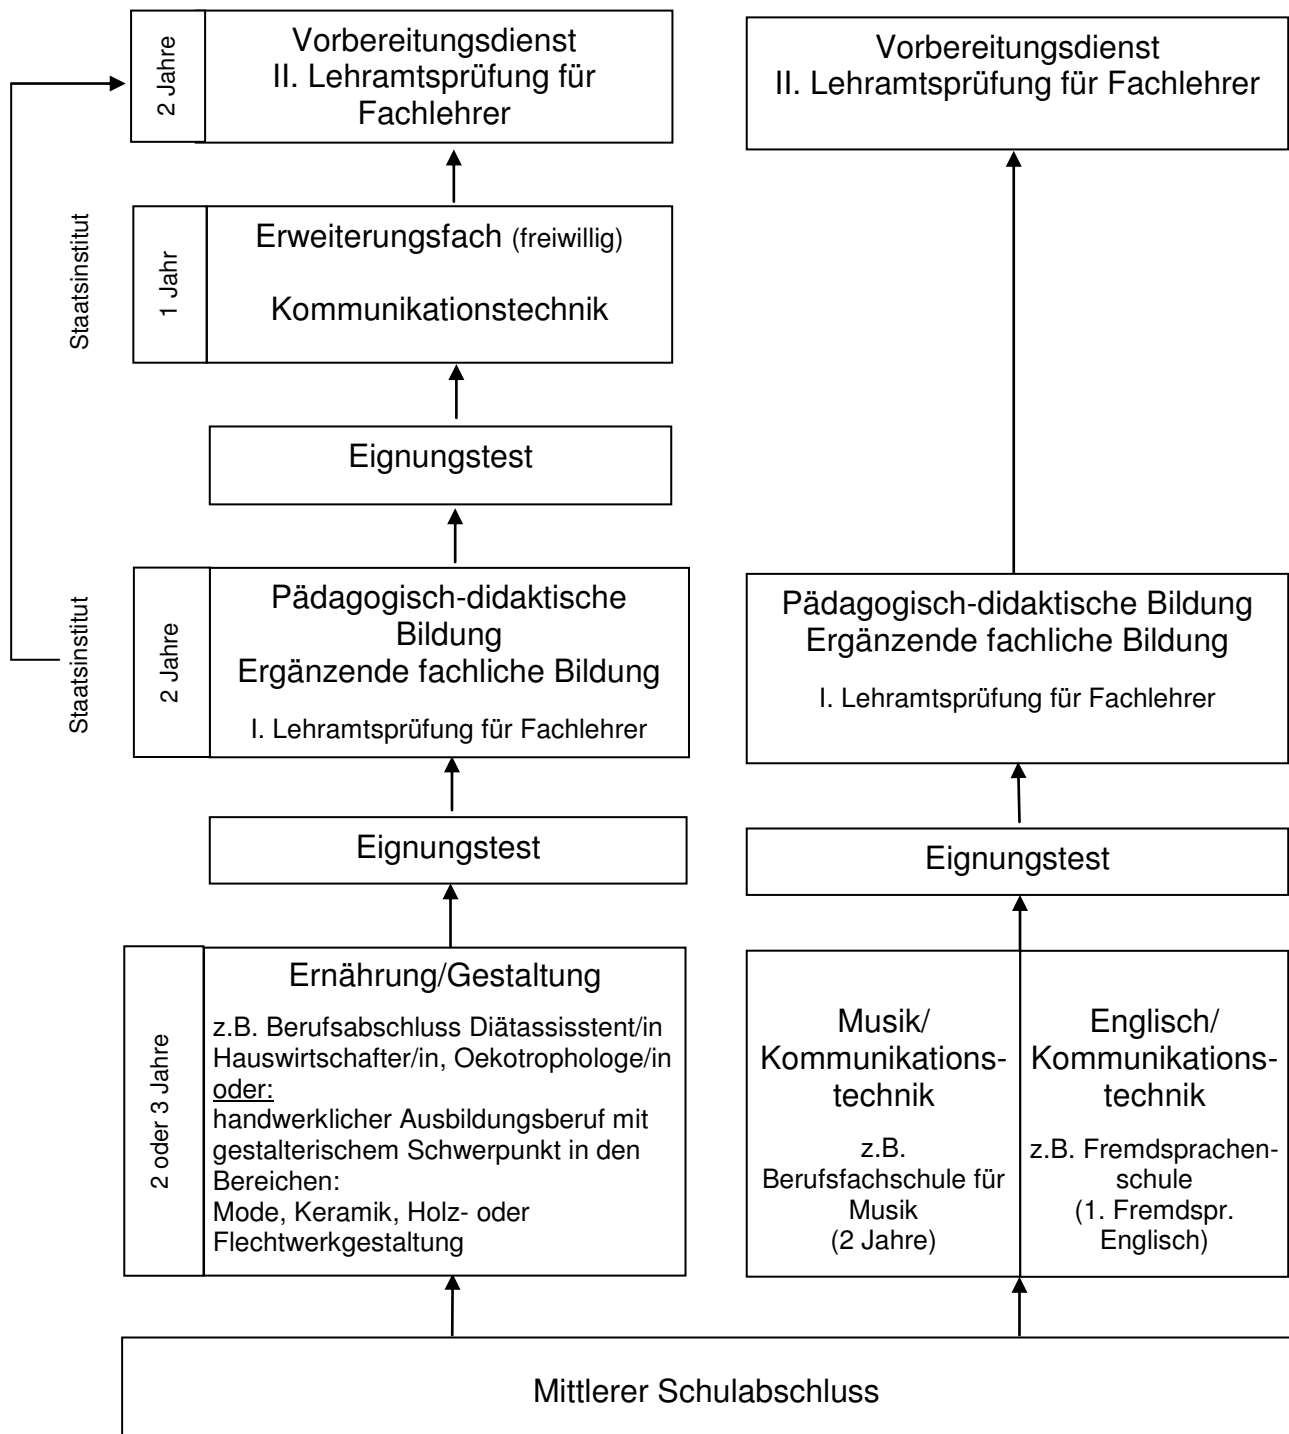 2 Jahre
Vorbereitungsdienst
II. Lehramtsprüfung für
Fachlehrer
Vorbereitungsdienst
II. Lehramtsprüfung für Fachlehrer
Staatsinstitut
1 Jahr
Erweiterungsfach (freiwillig)
Kommunikationstechnik
Eignungstest
Staatsinstitut
2 Jahre
Pädagogisch-didaktische
Bildung
Ergänzende fachliche Bildung
I. Lehramtsprüfung für Fachlehrer
Pädagogisch-didaktische Bildung
Ergänzende fachliche Bildung
I. Lehramtsprüfung für Fachlehrer
Eignungstest
Eignungstest
2 oder 3 Jahre
Ernährung/Gestaltung
z.B. Berufsabschluss Diätassisstent/in
Hauswirtschafter/in, Oekotrophologe/in
oder:
handwerklicher Ausbildungsberuf mit
gestalterischem Schwerpunkt in den
Bereichen:
Mode, Keramik, Holz- oder
Flechtwerkgestaltung
Musik/
Kommunikations-
technik
z.B.
Berufsfachschule für
Musik
(2 Jahre)
Englisch/
Kommunikations-
technik
z.B. Fremdsprachen-
schule
(1. Fremdspr.
Englisch)
Mittlerer Schulabschluss